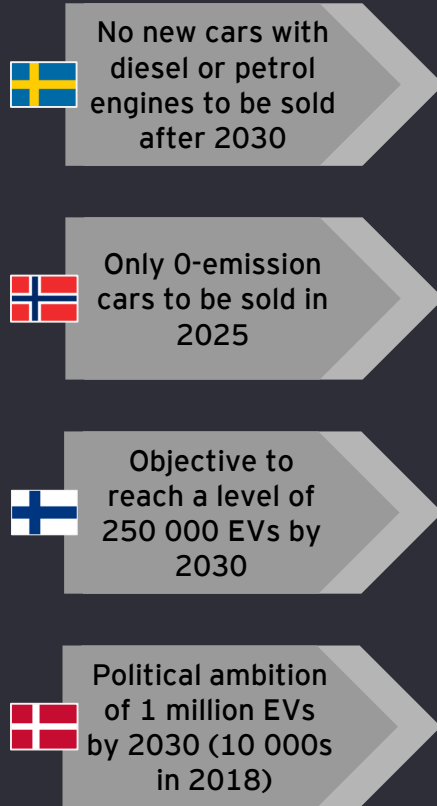 No new cars with
diesel or petrol
engines to be sold
after 2030
Only 0-emission
cars to be sold in
2025
Objective to
reach a level of
250 000 EVs by
2030
Political ambition
of 1 million EVs
by 2030 (10 000s
in 2018)